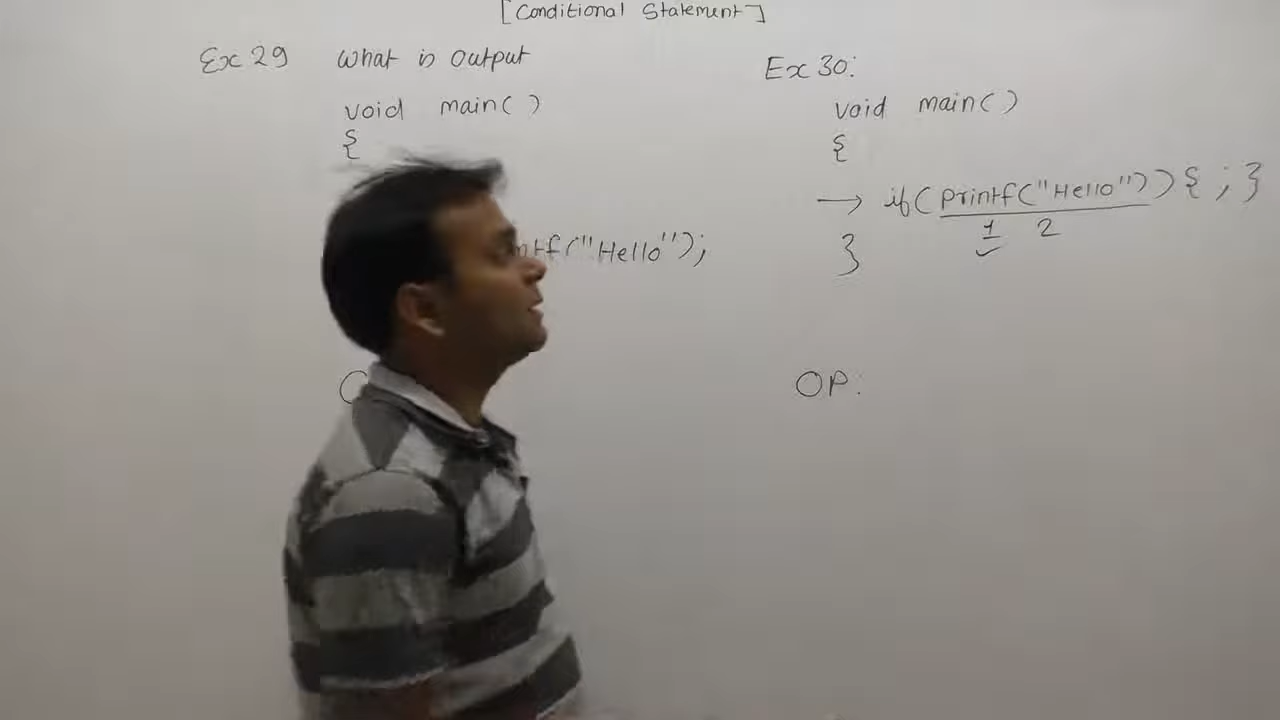 [Conditional Statement]
Ex 29 What is output
void main()
{
("Hello");
Ex 30:
void main()
{
→ if(printf("Hello")){ ; }
1 2
}
OP: